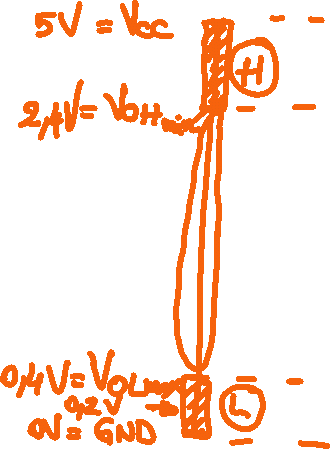 5V = Vcc
H
2,4V = VOHmin
0,4V = VOLmax
0,2V
L
0V = GND